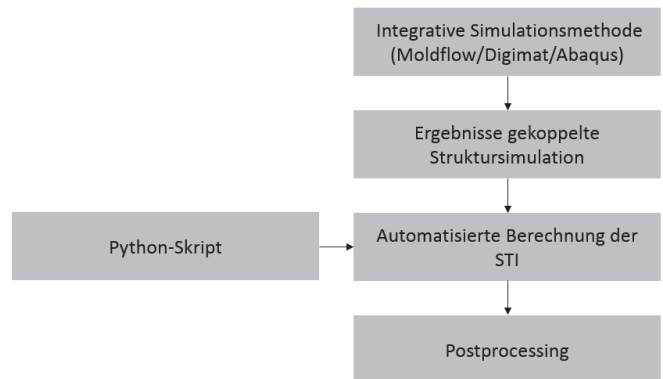 Integrative Simulationsmethode
(Moldflow/Digimat/Abaqus)
Ergebnisse gekoppelte
Struktursimulation
Python-Skript
Automatisierte Berechnung der
STI
Postprocessing